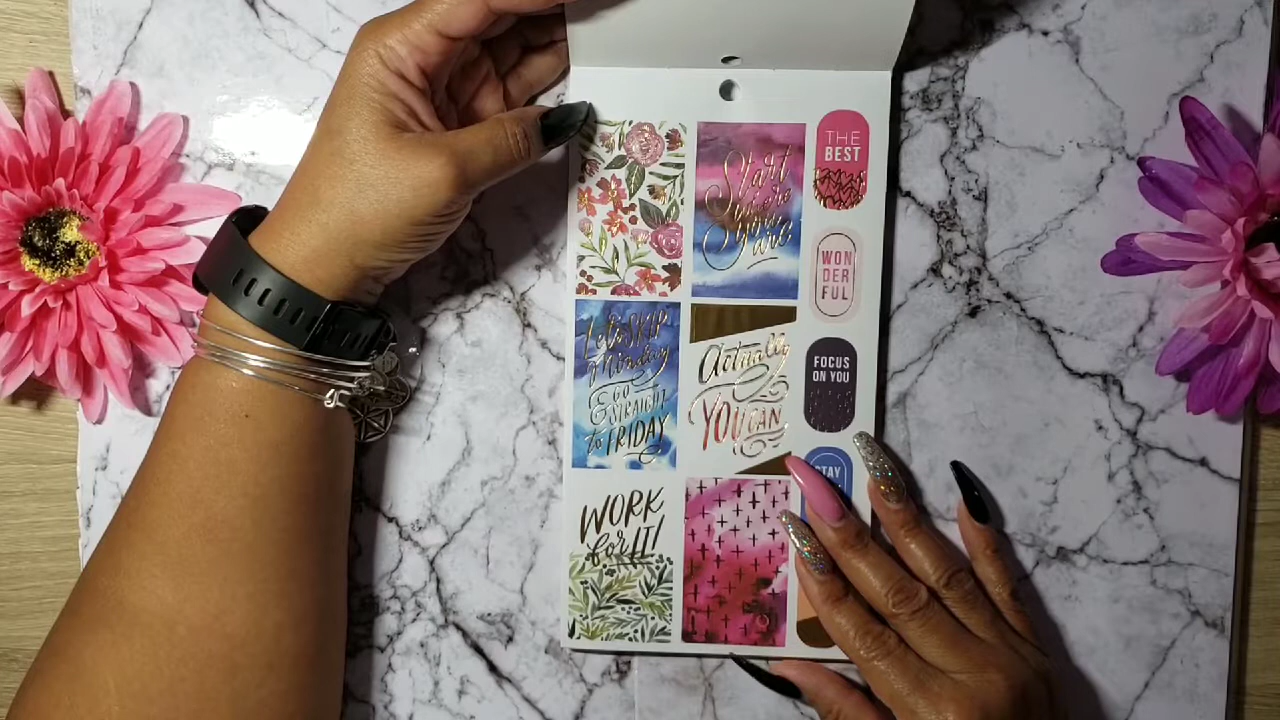 Start
where
you
are
THE
BEST
WON
DER
FUL
Let's SKIP
Monday
& GO
STRAIGHT
to FRIDAY
Actually
YOU CAN
FOCUS
ON YOU
STAY
WORK
for IT!